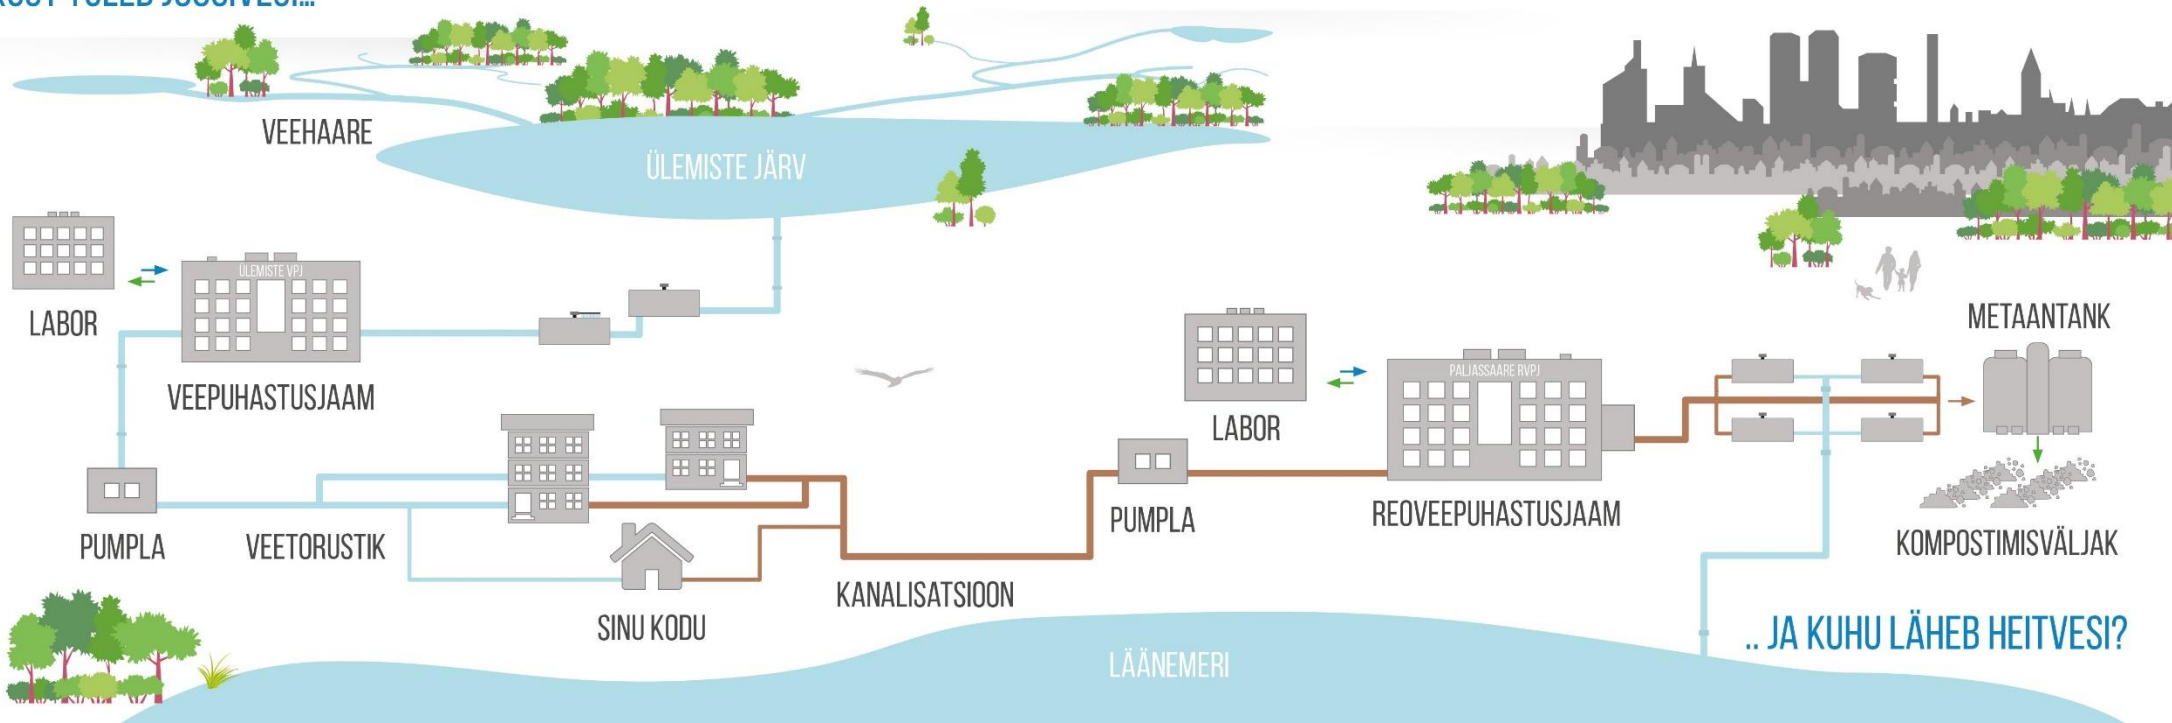 VEEHAARE
ÜLEMISTE JÄRV
LABOR
ÜLEMISTE VPJ
VEEPUHASTUSJAAM
PUMPLA
VEETORUSTIK
SINU KODU
KANALISATSIOON
PUMPLA
LABOR
PALJASSAARE RVPJ
REOVEEPUHASTUSJAAM
METAANTANK
KOMPOSTIMISVÄLJAK
.. JA KUHU LÄHEB HEITVESI?
LÄÄNEMERI